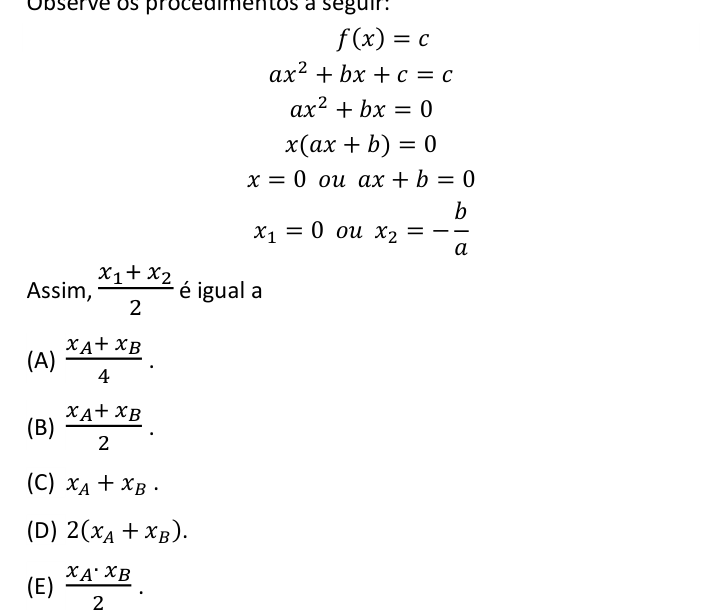 Observe os procedimentos a seguir:
f(x) = c
ax² + bx + c = c
ax² + bx = 0
x(ax + b) = 0
x = 0 ou ax + b = 0
x₁ = 0 ou x₂ = −b/a
Assim, (x₁+ x₂)/2 é igual a
(A) (x_A+ x_B)/4 .
(B) (x_A+ x_B)/2 .
(C) x_A + x_B .
(D) 2(x_A + x_B).
(E) (x_A· x_B)/2 .